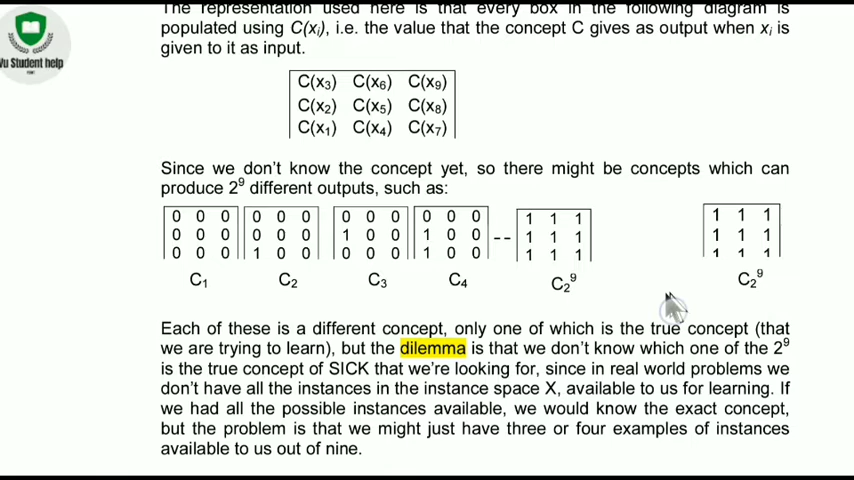 The representation used here is that every box in the following diagram is
populated using C(xi), i.e. the value that the concept C gives as output when xi is
given to it as input.
Vu Student help
C(x3) C(x6) C(x9)
C(x2) C(x5) C(x8)
C(x1) C(x4) C(x7)
Since we don't know the concept yet, so there might be concepts which can
produce 2^9 different outputs, such as:
0 0 0 0 0 0 0 0 0 0 0 0 1 1 1 1 1 1
0 0 0 0 0 0 1 0 0 1 0 0 -- 1 1 1 1 1 1
0 0 0 1 0 0 0 0 0 1 0 0 1 1 1 1 1 1
C1 C2 C3 C4 C2^9 C2^9
Each of these is a different concept, only one of which is the true concept (that
we are trying to learn), but the dilemma is that we don't know which one of the 2^9
is the true concept of SICK that we're looking for, since in real world problems we
don't have all the instances in the instance space X, available to us for learning. If
we had all the possible instances available, we would know the exact concept,
but the problem is that we might just have three or four examples of instances
available to us out of nine.